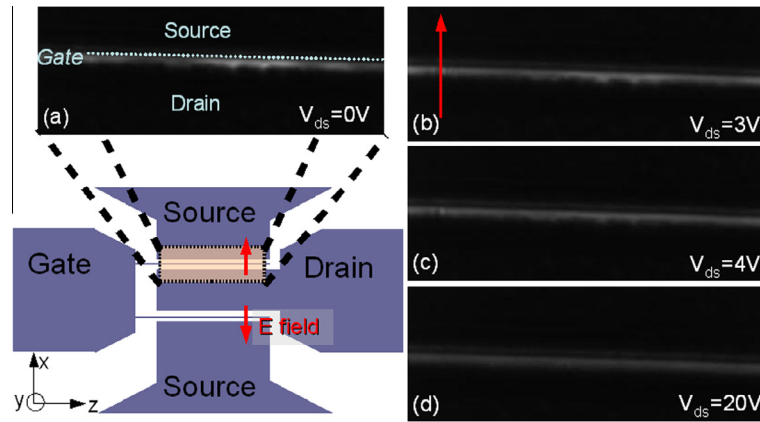 Source
Gate
Drain
(a)
V_ds=0V
(b)
V_ds=3V
(c)
V_ds=4V
(d)
V_ds=20V
Source
Gate
Drain
E field
Source
x
y
z